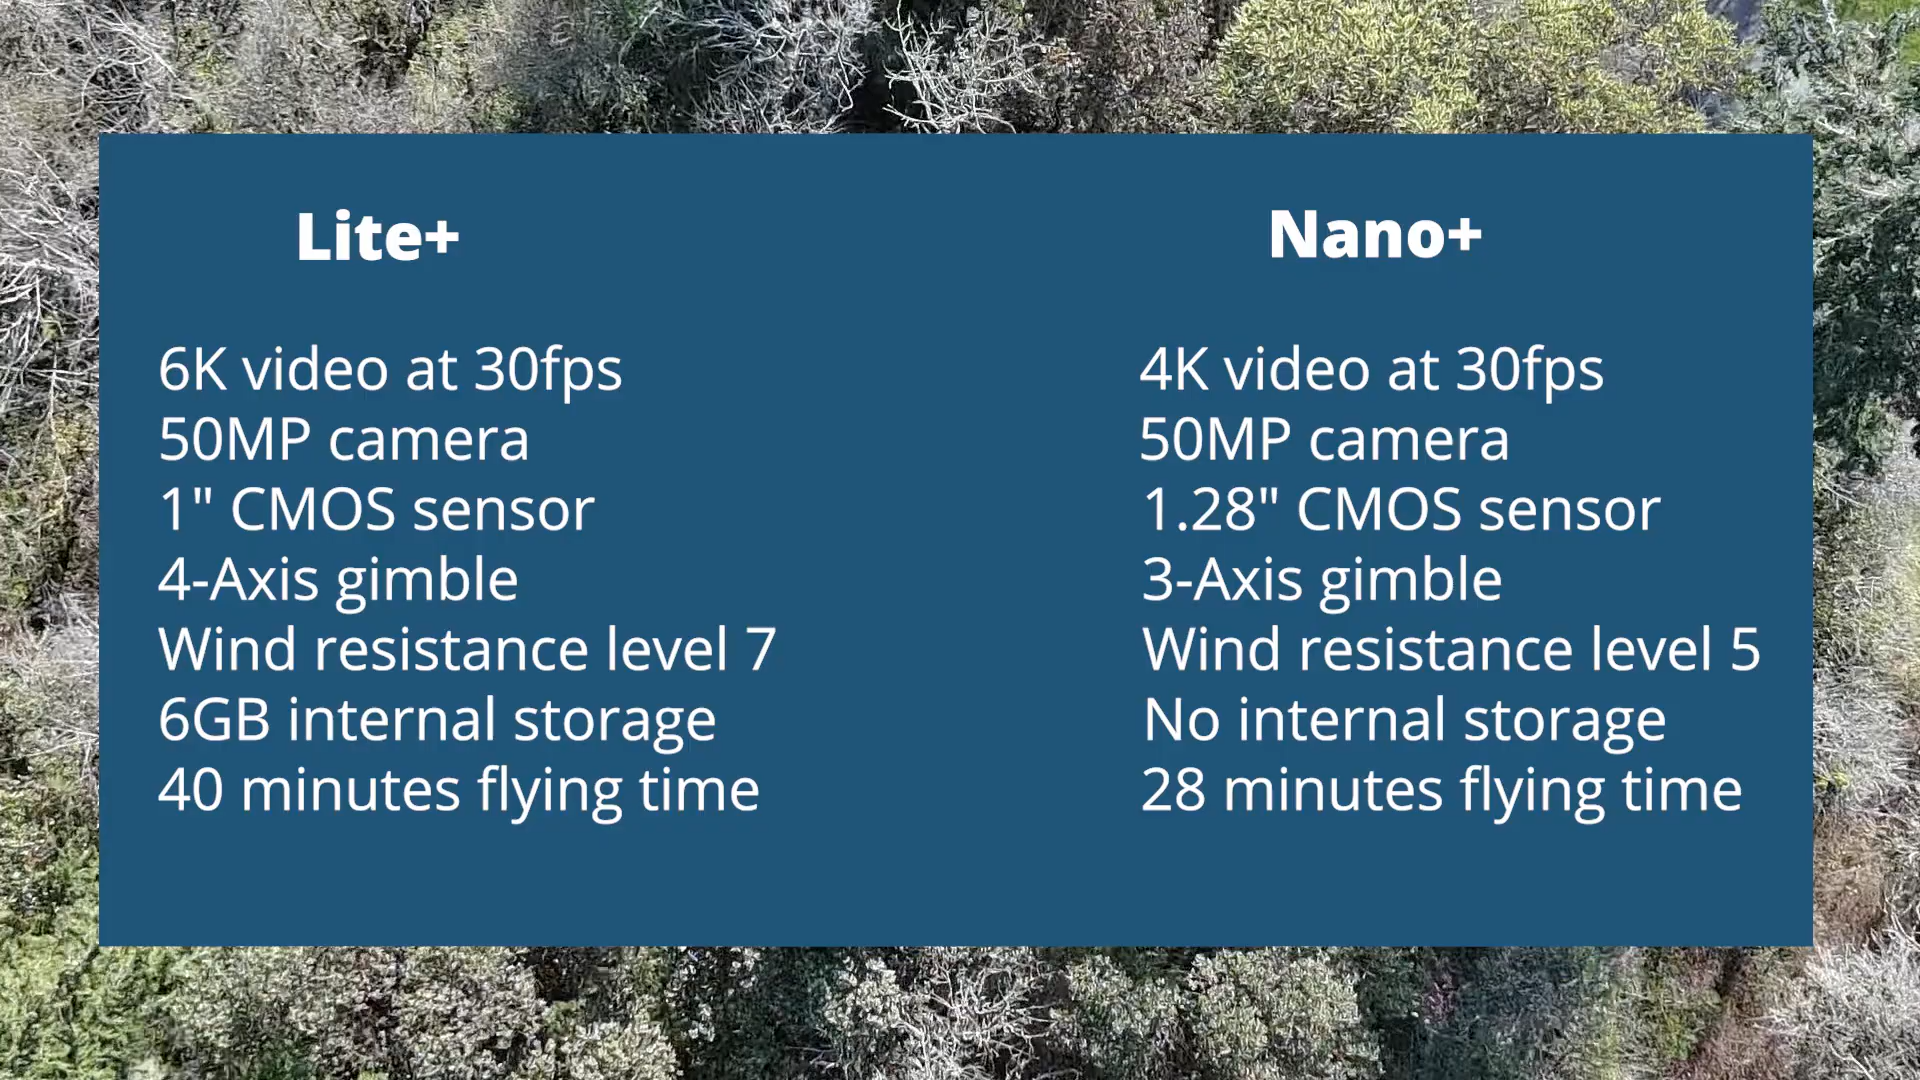 Lite+
6K video at 30fps
50MP camera
1" CMOS sensor
4-Axis gimble
Wind resistance level 7
6GB internal storage
40 minutes flying time
Nano+
4K video at 30fps
50MP camera
1.28" CMOS sensor
3-Axis gimble
Wind resistance level 5
No internal storage
28 minutes flying time